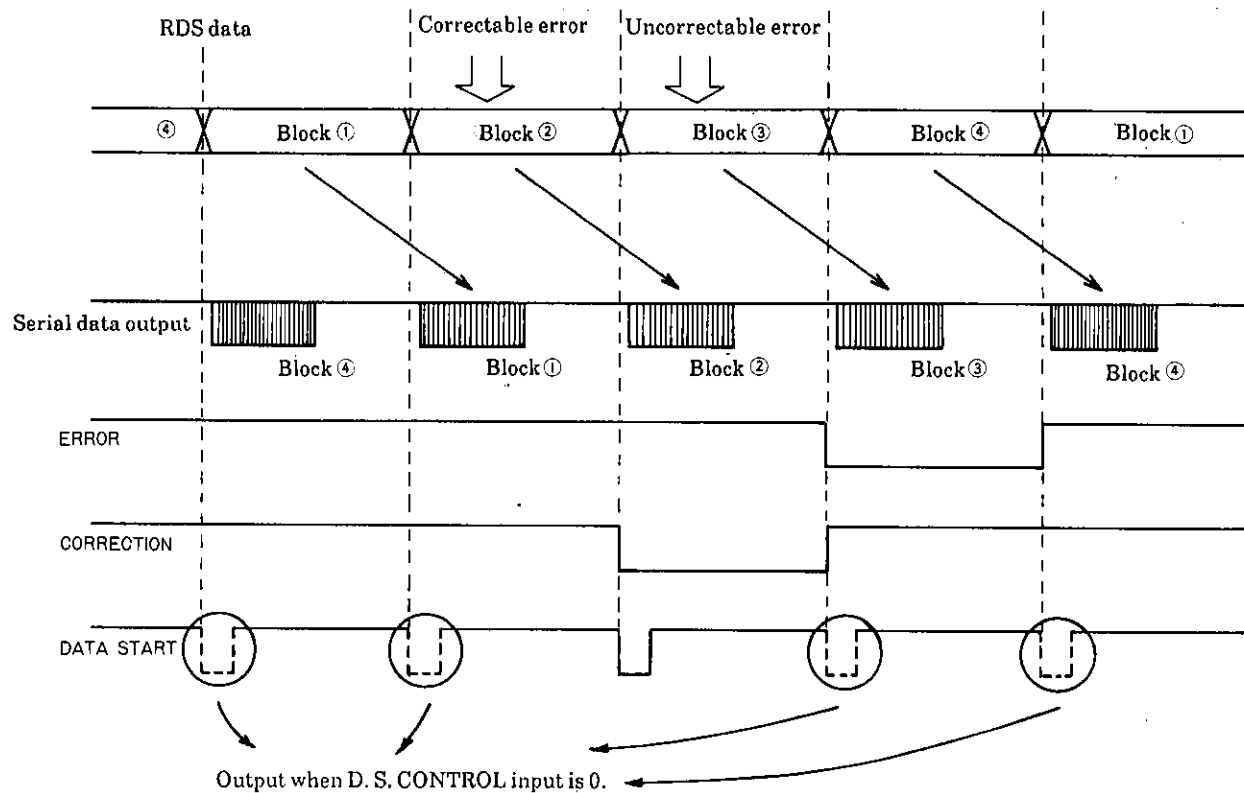 RDS data
Correctable error
Uncorrectable error
④
Block ①
Block ②
Block ③
Block ④
Block ①
Serial data output
Block ④
Block ①
Block ②
Block ③
Block ④
ERROR
CORRECTION
DATA START
Output when D. S. CONTROL input is 0.